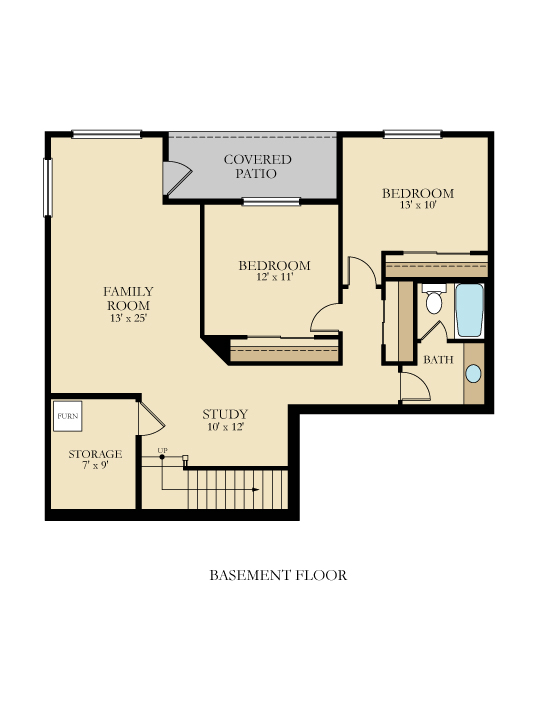 COVERED
PATIO
BEDROOM
13' x 10'
BEDROOM
12' x 11'
FAMILY
ROOM
13' x 25'
BATH
FURN
STUDY
10' x 12'
STORAGE
7' x 9'
UP
BASEMENT FLOOR